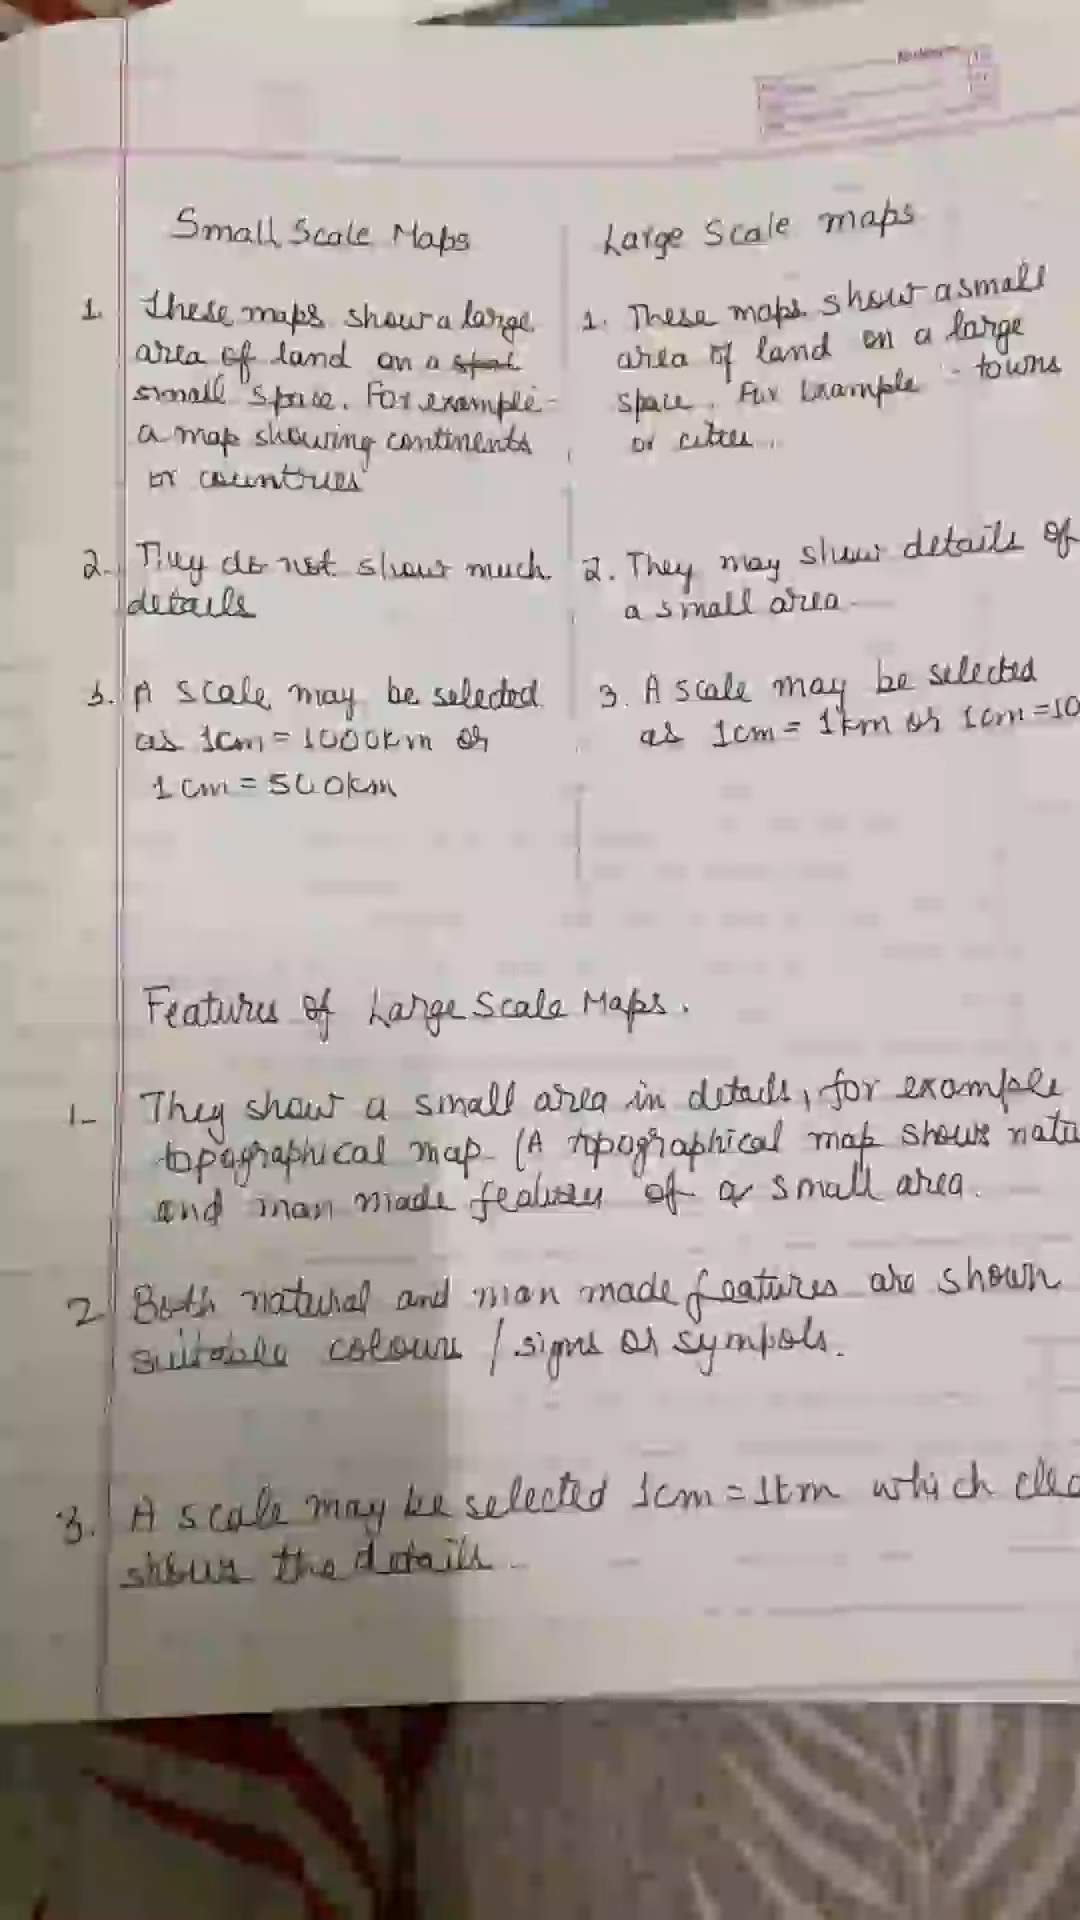 Small Scale Maps
1. These maps show a large
area of land on a
small space. For example -
a map showing continents
or countries
2. They do not show much
details
3. A scale may be selected
as 1cm = 1000km or
1cm = 500km
Large Scale maps
1. These maps show a small
area of land on a large
space. For Example - towns
or cities.
2. They may show details of
a small area.
3. A scale may be selected
as 1cm = 1km or 1cm = 10
Features of Large Scale Maps.
1- They show a small area in details, for example
topographical map. (A topographical map shows natu
and man made features of a small area.
2 Both natural and man made features are shown
suitable colours / signs or symbols.
3. A scale may be selected 1cm = 1km which clea
shows the details.